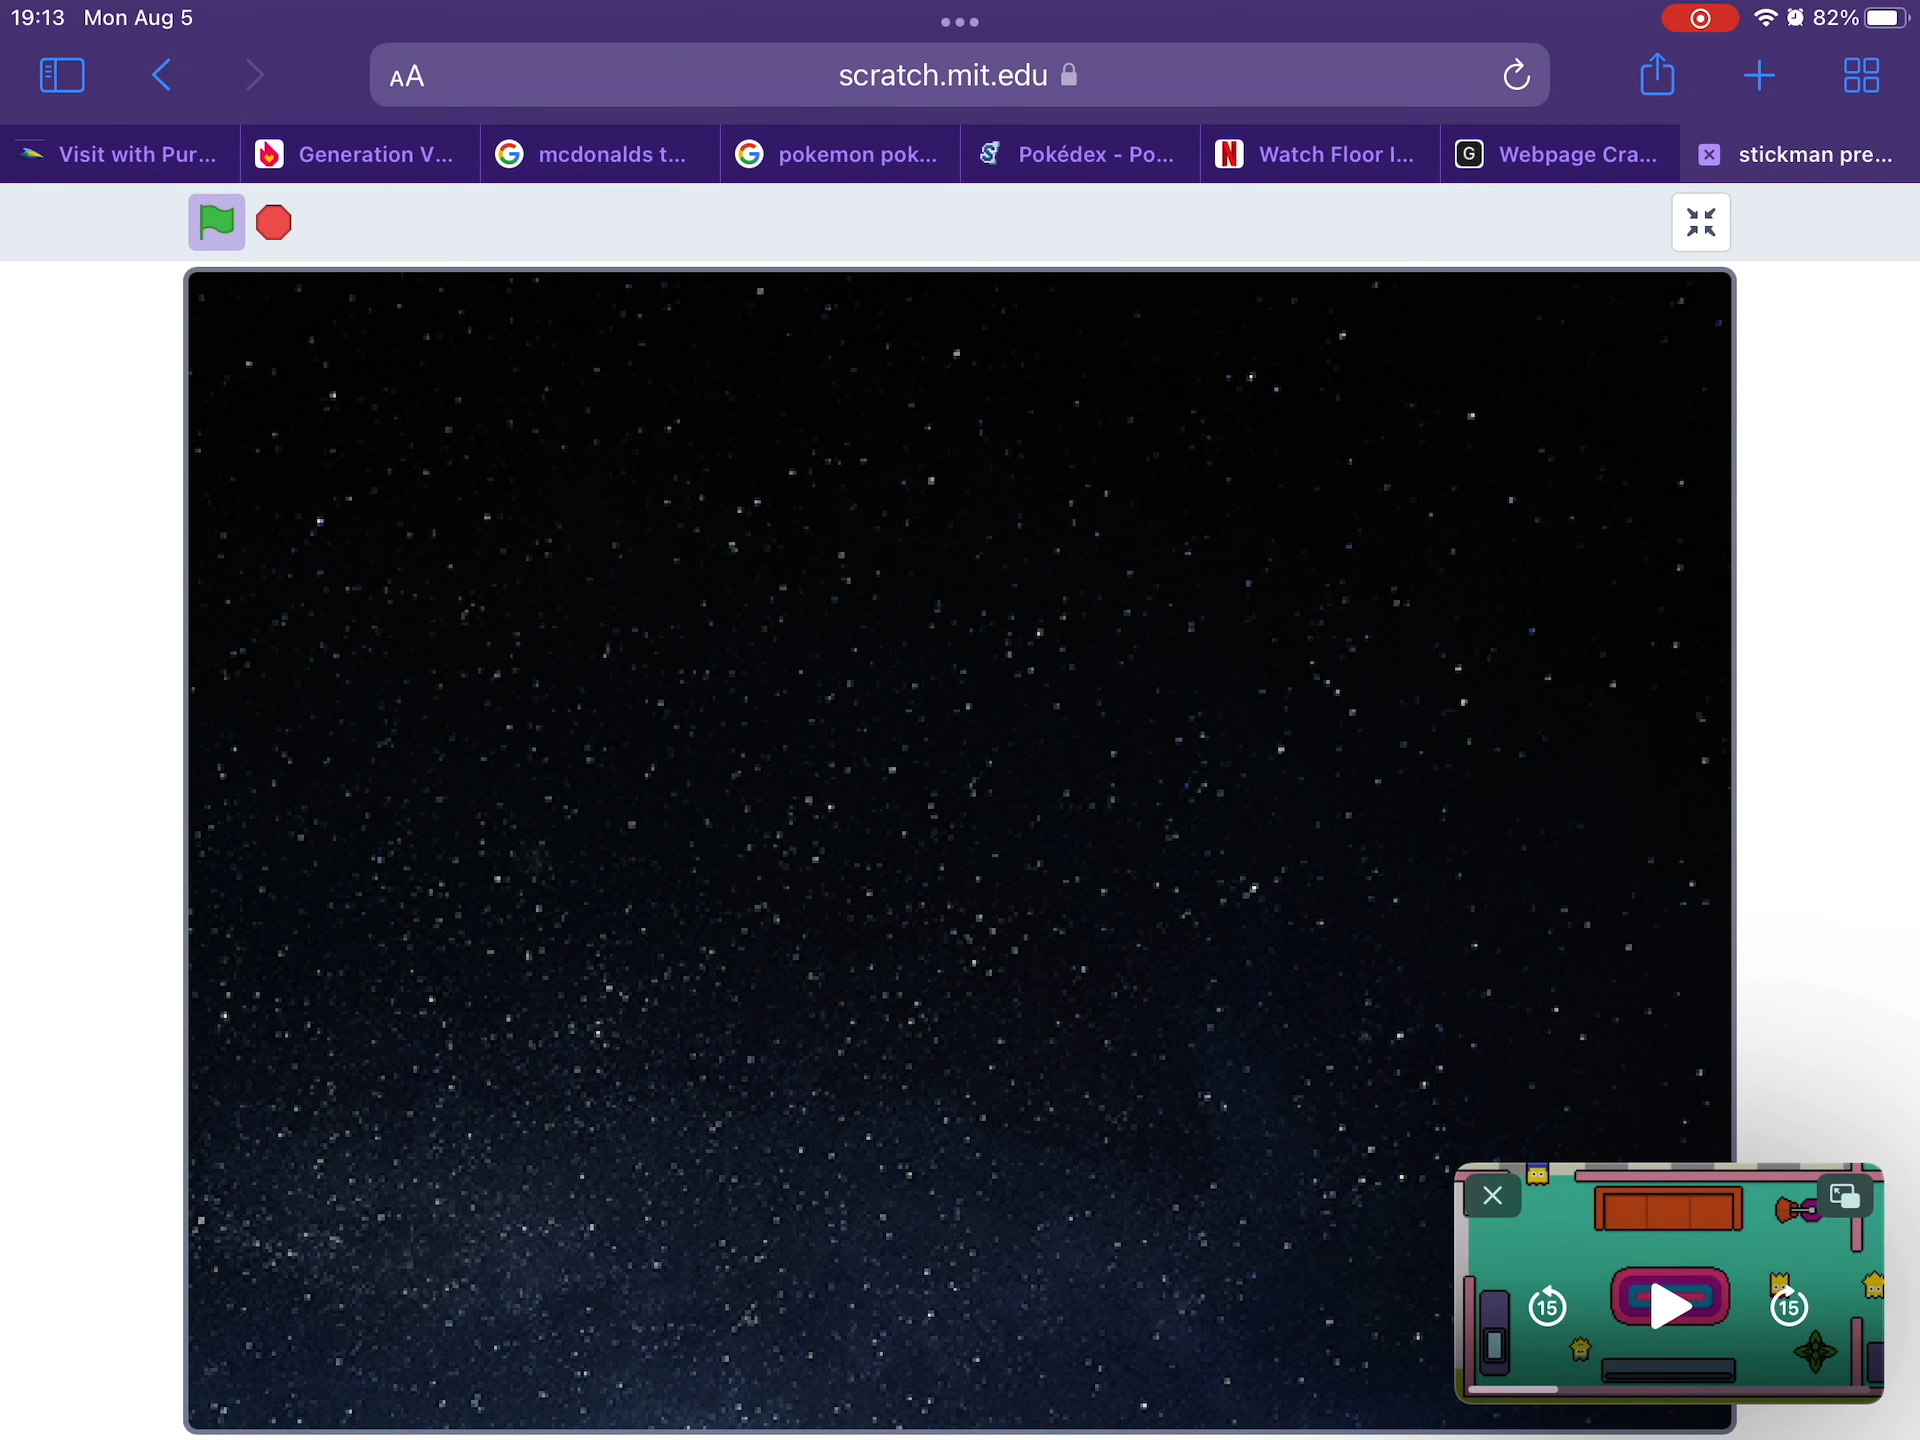 19:13 Mon Aug 5
82%
AA scratch.mit.edu
Visit with Pur...
Generation V...
mcdonalds t...
pokemon pok...
Pokédex - Po...
N Watch Floor I...
G Webpage Cra...
stickman pre...
15 15